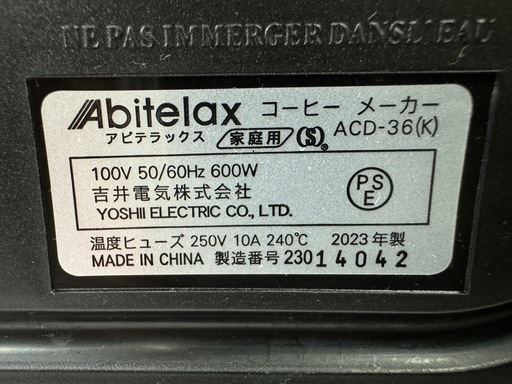 NE PAS IMMERGER DANS L'EAU
Abitelax コーヒー メーカー
アビテラックス 家庭用 (S) ACD-36(K)
100V 50/60Hz 600W
吉井電気株式会社
YOSHII ELECTRIC CO., LTD.
PS
E
温度ヒューズ 250V 10A 240℃ 2023年製
MADE IN CHINA 製造番号 23014042